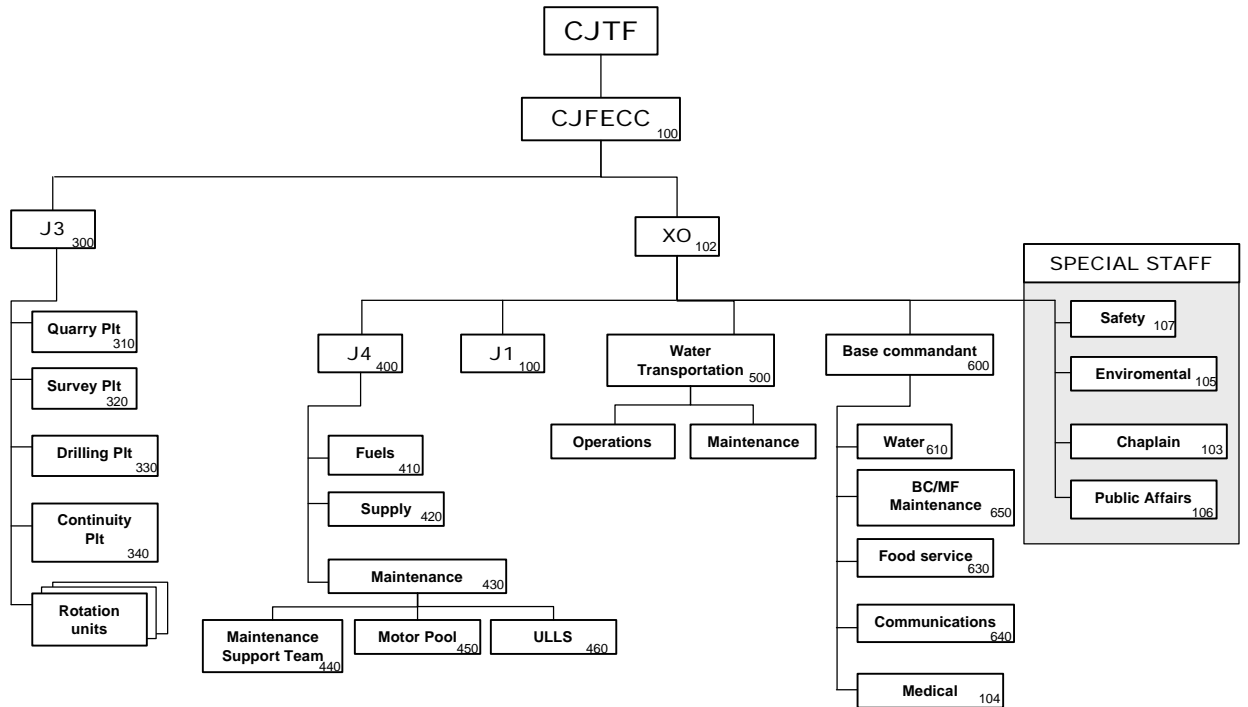 CJTF
CJFECC
100
J3
300
XO
102
SPECIAL STAFF
Quarry Plt
310
Survey Plt
320
Drilling Plt
330
Continuity
Plt
340
Rotation
units
J4
400
J1
100
Water
Transportation
500
Base commandant
600
Safety
107
Enviromental
105
Chaplain
103
Public Affairs
106
Operations
Maintenance
Fuels
410
Supply
420
Maintenance
430
Maintenance
Support Team
440
Motor Pool
450
ULLS
460
Water
610
BC/MF
Maintenance
650
Food service
630
Communications
640
Medical
104